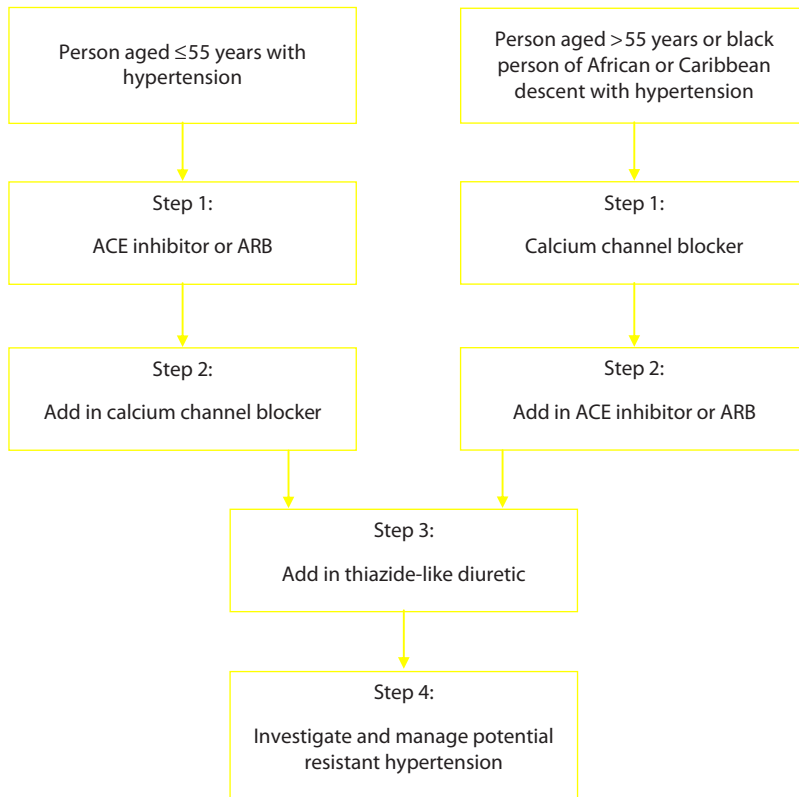 Person aged ≤55 years with
hypertension
Person aged >55 years or black
person of African or Caribbean
descent with hypertension
Step 1:
ACE inhibitor or ARB
Step 1:
Calcium channel blocker
Step 2:
Add in calcium channel blocker
Step 2:
Add in ACE inhibitor or ARB
Step 3:
Add in thiazide-like diuretic
Step 4:
Investigate and manage potential
resistant hypertension